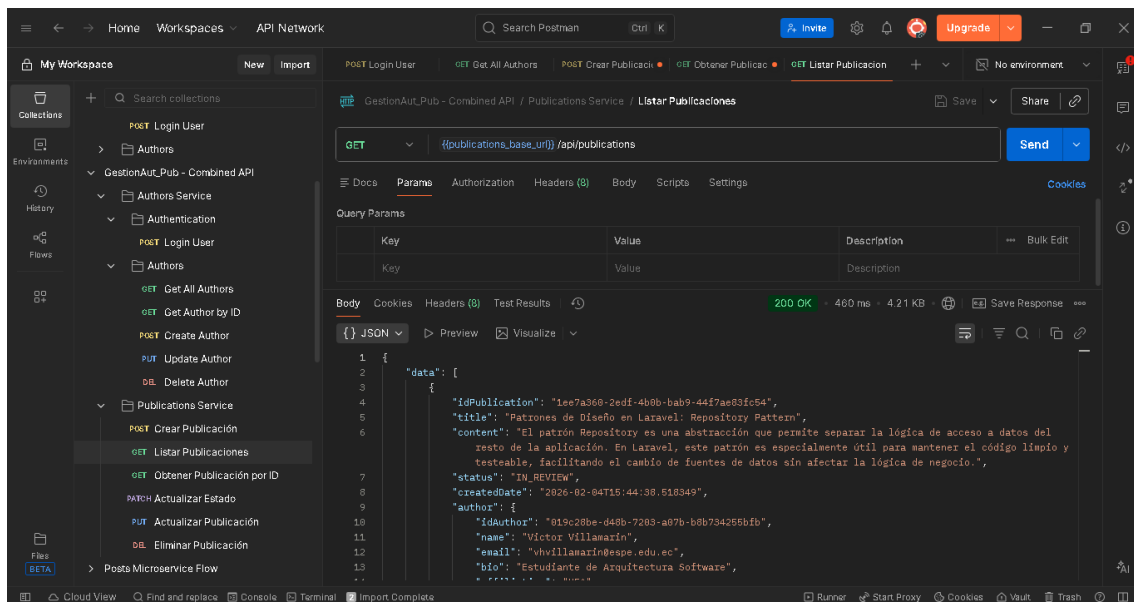 Home Workspaces API Network Search Postman Ctrl K Invite Upgrade
My Workspace New Import
POST Login User GET Get All Authors POST Crear Publicació GET Obtener Publicac GET Listar Publicacion No environment
Collections
Environments
History
Flows
Files
BETA
Search collections
POST Login User
Authors
GestionAut_Pub - Combined API
Authors Service
Authentication
POST Login User
Authors
GET Get All Authors
GET Get Author by ID
POST Create Author
PUT Update Author
DEL Delete Author
Publications Service
POST Crear Publicación
GET Listar Publicaciones
GET Obtener Publicación por ID
PATCH Actualizar Estado
PUT Actualizar Publicación
DEL Eliminar Publicación
Posts Microservice Flow
HTTP GestionAut_Pub - Combined API / Publications Service / Listar Publicaciones Save Share
GET {{publications_base_url}} /api/publications Send
Docs Params Authorization Headers (8) Body Scripts Settings Cookies
Query Params
Key Value Description Bulk Edit
Key Value Description
Body Cookies Headers (8) Test Results 200 OK 460 ms 4.21 KB Save Response
{} JSON Preview Visualize
1 {
2 "data": [
3 {
4 "idPublication": "1ee7a360-2edf-4b0b-bab9-44f7ae83fc54",
5 "title": "Patrones de Diseño en Laravel: Repository Pattern",
6 "content": "El patrón Repository es una abstracción que permite separar la lógica de acceso a datos del
resto de la aplicación. En Laravel, este patrón es especialmente útil para mantener el código limpio y
testeable, facilitando el cambio de fuentes de datos sin afectar la lógica de negocio.",
7 "status": "IN_REVIEW",
8 "createdDate": "2026-02-04T15:44:38.518349",
9 "author": {
10 "idAuthor": "019c28be-d48b-7203-a07b-b8b734255bfb",
11 "name": "Victor Villamarin",
12 "email": "vhvillamarin@espe.edu.ec",
13 "bio": "Estudiante de Arquitectura Software",
Cloud View Find and replace Console Terminal 2 Import Complete Runner Start Proxy Cookies Vault Trash